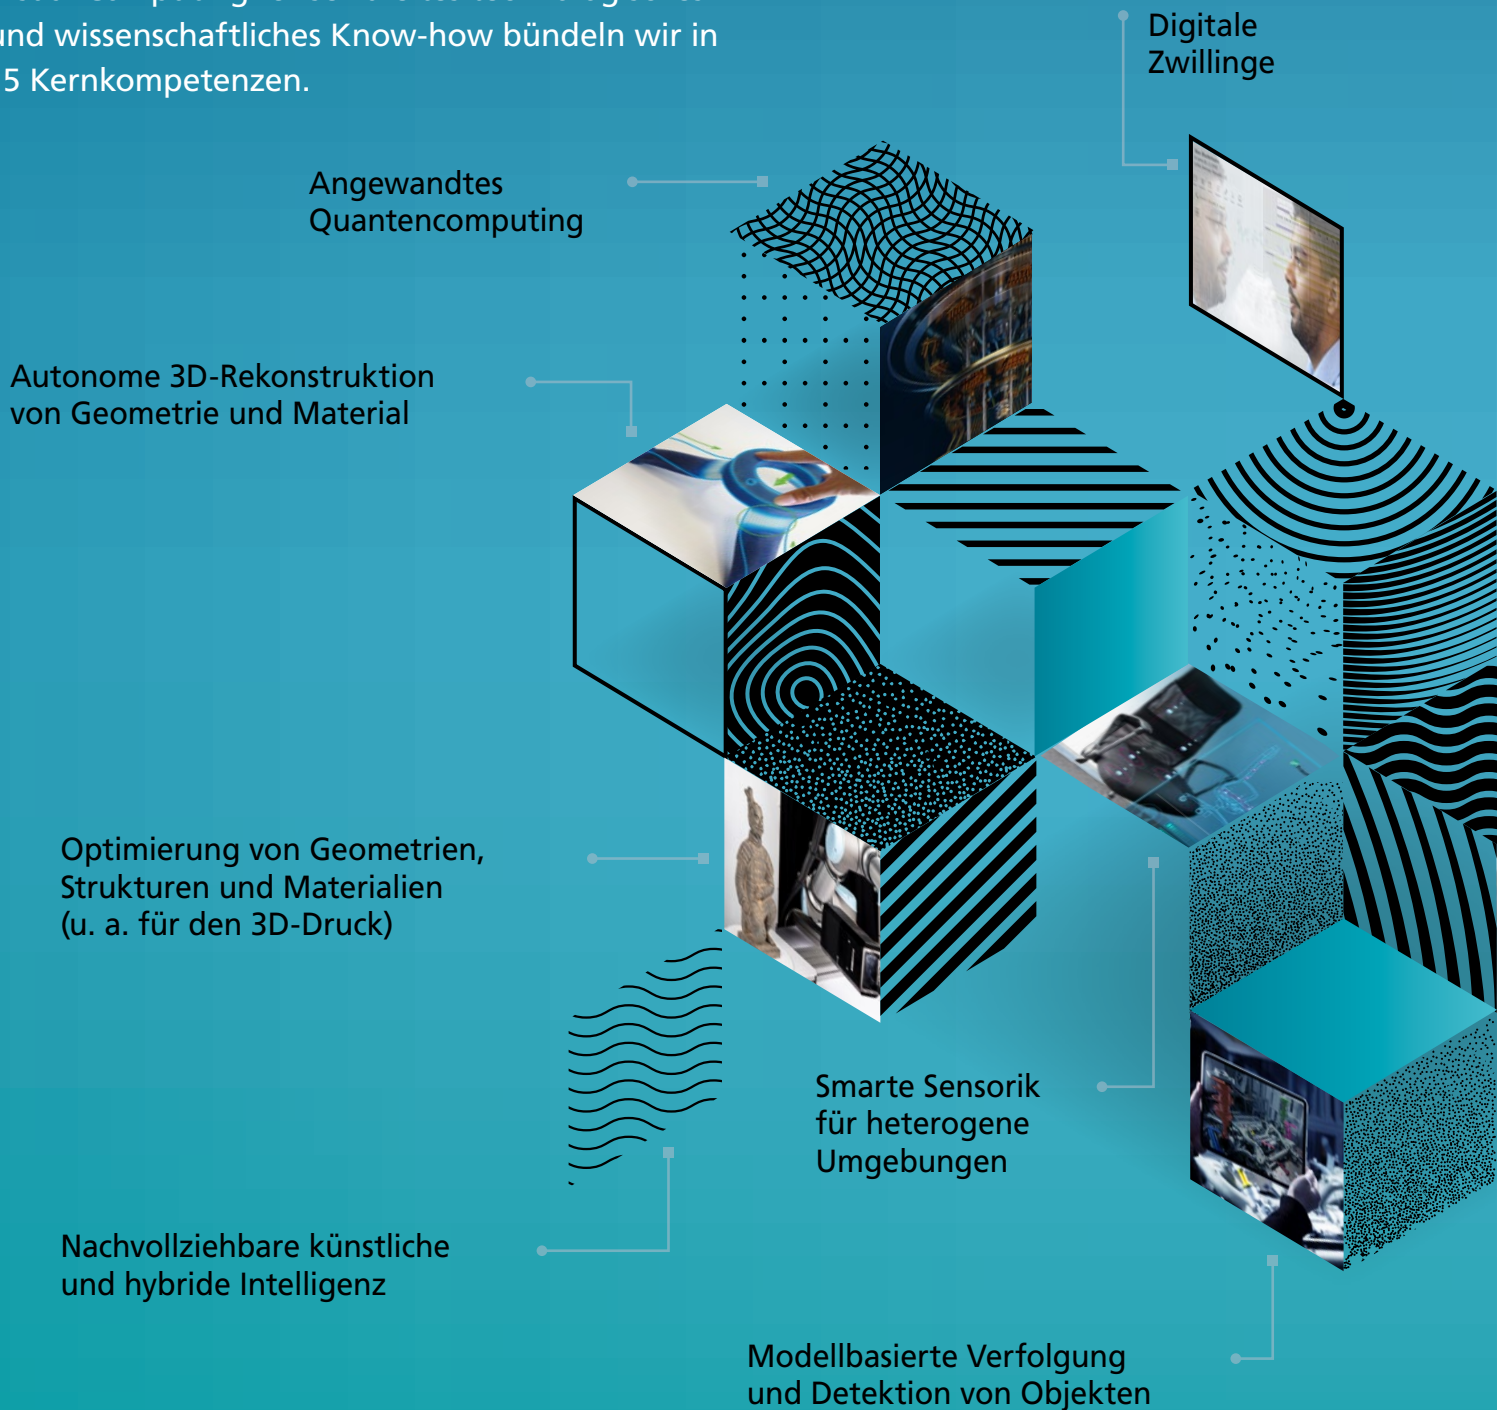 und wissenschaftliches Know-how bündeln wir in
5 Kernkompetenzen.
Digitale
Zwillinge
Angewandtes
Quantencomputing
Autonome 3D-Rekonstruktion
von Geometrie und Material
Optimierung von Geometrien,
Strukturen und Materialien
(u. a. für den 3D-Druck)
Smarte Sensorik
für heterogene
Umgebungen
Nachvollziehbare künstliche
und hybride Intelligenz
Modellbasierte Verfolgung
und Detektion von Objekten